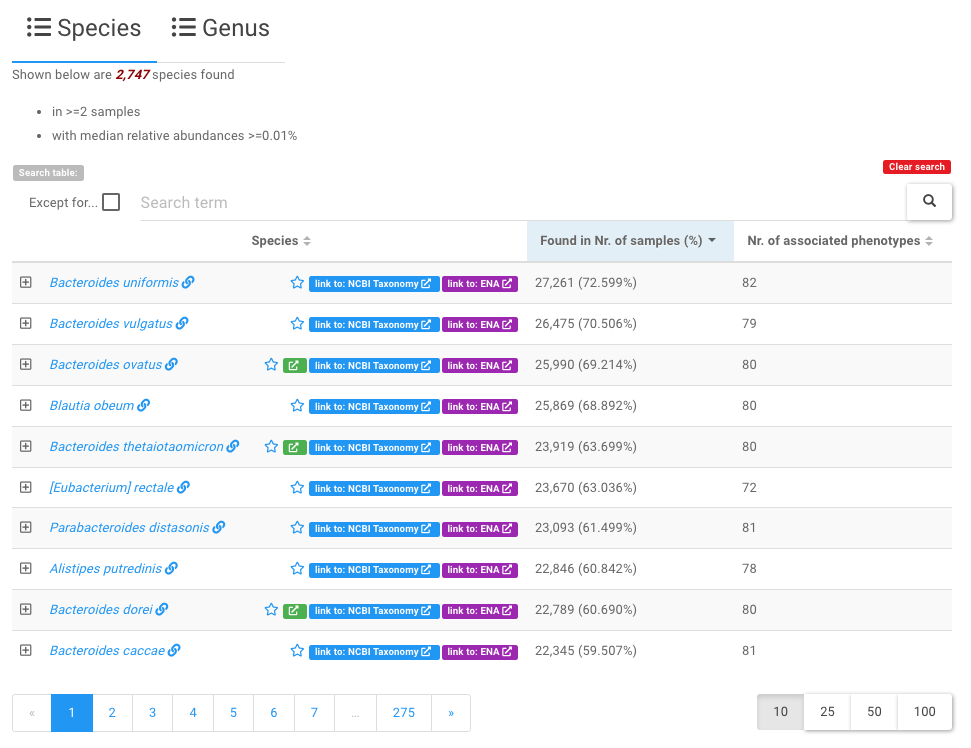 Species Genus
Shown below are 2,747 species found
• in >=2 samples
• with median relative abundances >=0.01%
Search table: Clear search
Except for... Search term
Species Found in Nr. of samples (%) Nr. of associated phenotypes
Bacteroides uniformis link to: NCBI Taxonomy link to: ENA 27,261 (72.599%) 82
Bacteroides vulgatus link to: NCBI Taxonomy link to: ENA 26,475 (70.506%) 79
Bacteroides ovatus link to: NCBI Taxonomy link to: ENA 25,990 (69.214%) 80
Blautia obeum link to: NCBI Taxonomy link to: ENA 25,869 (68.892%) 80
Bacteroides thetaiotaomicron link to: NCBI Taxonomy link to: ENA 23,919 (63.699%) 80
[Eubacterium] rectale link to: NCBI Taxonomy link to: ENA 23,670 (63.036%) 72
Parabacteroides distasonis link to: NCBI Taxonomy link to: ENA 23,093 (61.499%) 81
Alistipes putredinis link to: NCBI Taxonomy link to: ENA 22,846 (60.842%) 78
Bacteroides dorei link to: NCBI Taxonomy link to: ENA 22,789 (60.690%) 80
Bacteroides caccae link to: NCBI Taxonomy link to: ENA 22,345 (59.507%) 81
« 1 2 3 4 5 6 7 ... 275 » 10 25 50 100